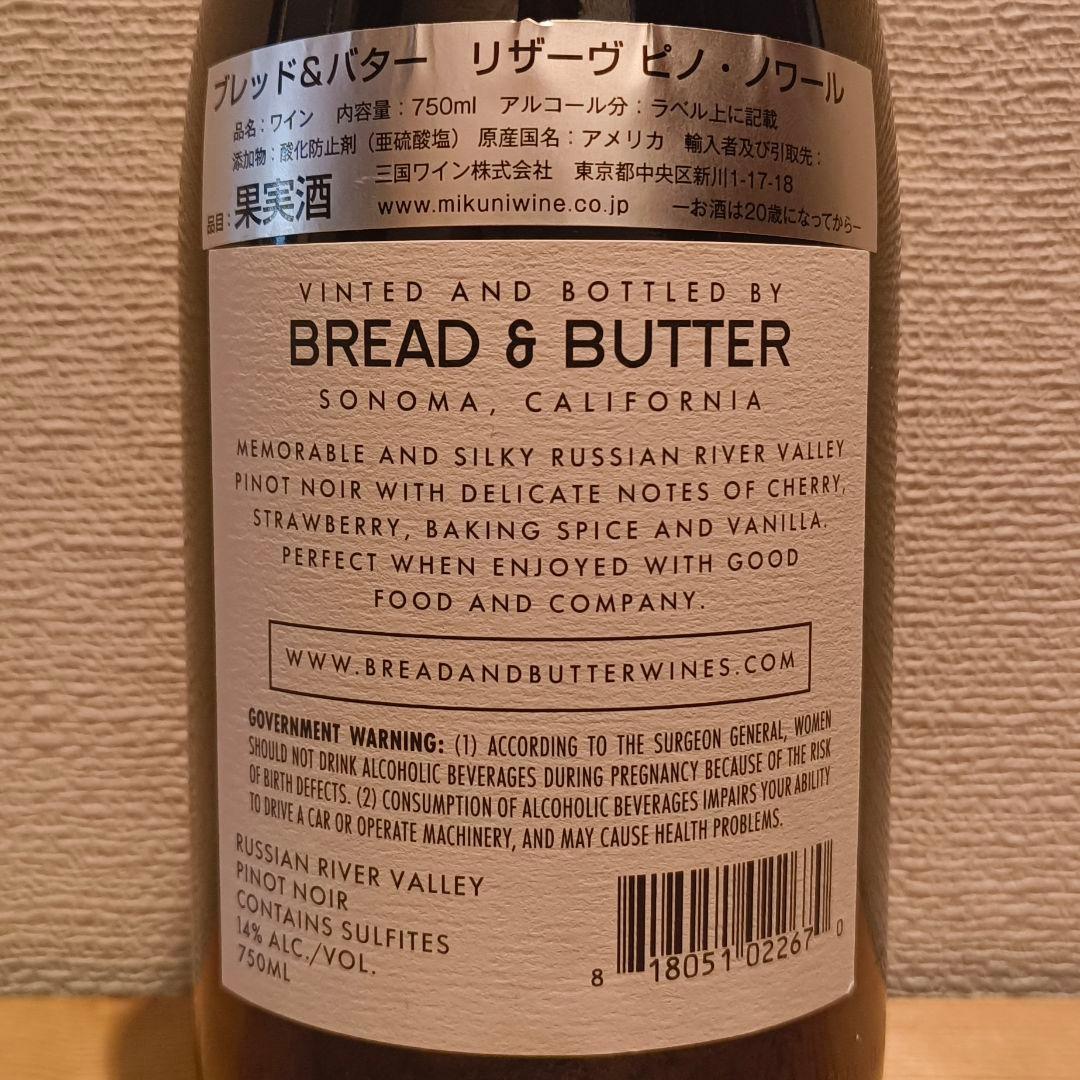 ブレッド&バター リザーヴ ピノ・ノワール
品名：ワイン 内容量：750ml アルコール分：ラベル上に記載
添加物：酸化防止剤（亜硫酸塩） 原産国名：アメリカ 輸入者及び引取先：
三国ワイン株式会社 東京都中央区新川1-17-18
品目：果実酒 www.mikuniwine.co.jp ―お酒は20歳になってから―
VINTED AND BOTTLED BY
BREAD & BUTTER
SONOMA, CALIFORNIA
MEMORABLE AND SILKY RUSSIAN RIVER VALLEY
PINOT NOIR WITH DELICATE NOTES OF CHERRY,
STRAWBERRY, BAKING SPICE AND VANILLA.
PERFECT WHEN ENJOYED WITH GOOD
FOOD AND COMPANY.
WWW.BREADANDBUTTERWINES.COM
GOVERNMENT WARNING: (1) ACCORDING TO THE SURGEON GENERAL, WOMEN
SHOULD NOT DRINK ALCOHOLIC BEVERAGES DURING PREGNANCY BECAUSE OF THE RISK
OF BIRTH DEFECTS. (2) CONSUMPTION OF ALCOHOLIC BEVERAGES IMPAIRS YOUR ABILITY
TO DRIVE A CAR OR OPERATE MACHINERY, AND MAY CAUSE HEALTH PROBLEMS.
RUSSIAN RIVER VALLEY
PINOT NOIR
CONTAINS SULFITES
14% ALC./VOL.
750ML
8 18051 02267 0